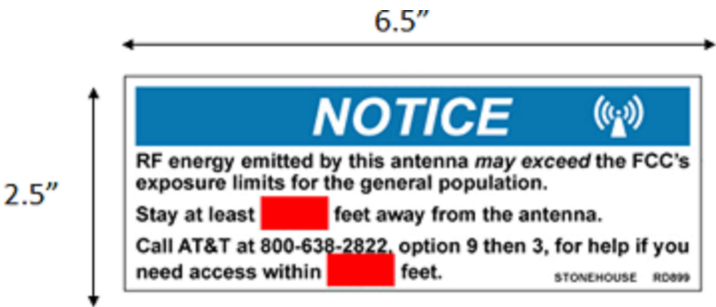 6.5”
2.5”
NOTICE
RF energy emitted by this antenna may exceed the FCC's
exposure limits for the general population.
Stay at least feet away from the antenna.
Call AT&T at 800-638-2822, option 9 then 3, for help if you
need access within feet.
STONEHOUSE RD899